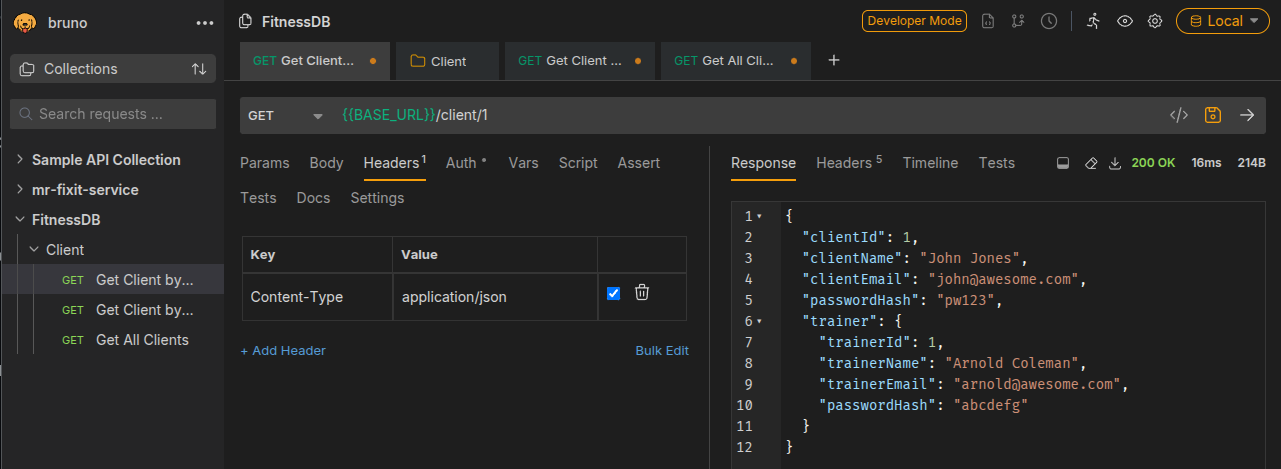 bruno
FitnessDB
Developer Mode
Local
Collections
GET Get Client...
Client
GET Get Client ...
GET Get All Cli...
+
Search requests ...
GET
{{BASE_URL}}/client/1
</>
Sample API Collection
mr-fixit-service
FitnessDB
Client
GET Get Client by...
GET Get Client by...
GET Get All Clients
Params Body Headers 1 Auth Vars Script Assert
Tests Docs Settings
Key Value
Content-Type application/json
+ Add Header
Bulk Edit
Response Headers 5 Timeline Tests
200 OK 16ms 214B
1 {
2 "clientId": 1,
3 "clientName": "John Jones",
4 "clientEmail": "john@awesome.com",
5 "passwordHash": "pw123",
6 "trainer": {
7 "trainerId": 1,
8 "trainerName": "Arnold Coleman",
9 "trainerEmail": "arnold@awesome.com",
10 "passwordHash": "abcdefg"
11 }
12 }